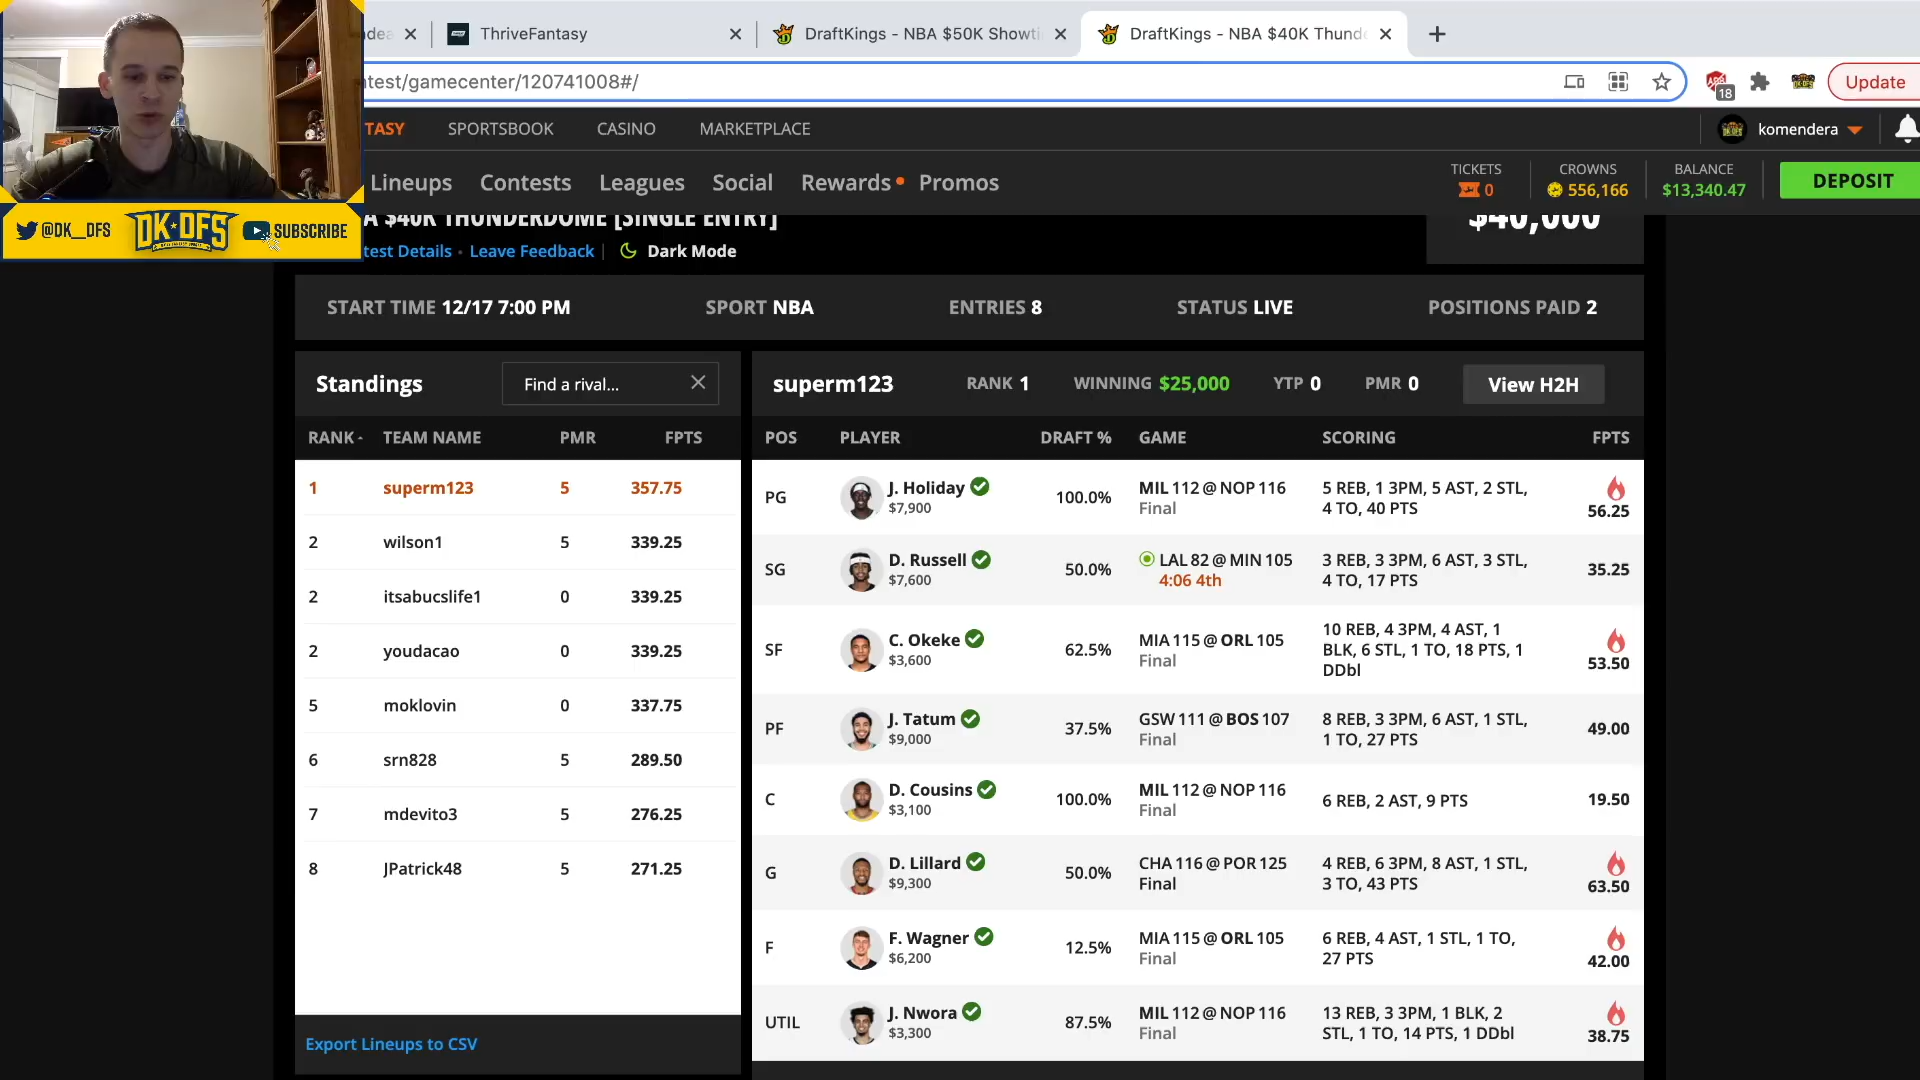 ndea
ThriveFantasy
DraftKings - NBA $50K Showti
DraftKings - NBA $40K Thund
test/gamecenter/120741008#/
18
Update
TASY
SPORTSBOOK
CASINO
MARKETPLACE
komendera
Lineups
Contests
Leagues
Social
Rewards
Promos
TICKETS
0
CROWNS
556,166
BALANCE
$13,340.47
DEPOSIT
@DK__DFS
DK★DFS
SUBSCRIBE
A $40K THUNDERDOME [SINGLE ENTRY]
$40,000
test Details · Leave Feedback | Dark Mode
START TIME 12/17 7:00 PM
SPORT NBA
ENTRIES 8
STATUS LIVE
POSITIONS PAID 2
Standings
Find a rival...
RANK TEAM NAME PMR FPTS
1 superm123 5 357.75
2 wilson1 5 339.25
2 itsabucslife1 0 339.25
2 youdacao 0 339.25
5 moklovin 0 337.75
6 srn828 5 289.50
7 mdevito3 5 276.25
8 JPatrick48 5 271.25
Export Lineups to CSV
superm123
RANK 1
WINNING $25,000
YTP 0
PMR 0
View H2H
POS PLAYER DRAFT % GAME SCORING FPTS
PG J. Holiday 100.0% MIL 112 @ NOP 116 5 REB, 1 3PM, 5 AST, 2 STL,
$7,900 Final 4 TO, 40 PTS 56.25
SG D. Russell 50.0% LAL 82 @ MIN 105 3 REB, 3 3PM, 6 AST, 3 STL, 35.25
$7,600 4:06 4th 4 TO, 17 PTS
SF C. Okeke 62.5% MIA 115 @ ORL 105 10 REB, 4 3PM, 4 AST, 1
$3,600 Final BLK, 6 STL, 1 TO, 18 PTS, 1 53.50
DDbl
PF J. Tatum 37.5% GSW 111 @ BOS 107 8 REB, 3 3PM, 6 AST, 1 STL, 49.00
$9,000 Final 1 TO, 27 PTS
C D. Cousins 100.0% MIL 112 @ NOP 116 6 REB, 2 AST, 9 PTS 19.50
$3,100 Final
G D. Lillard 50.0% CHA 116 @ POR 125 4 REB, 6 3PM, 8 AST, 1 STL,
$9,300 Final 3 TO, 43 PTS 63.50
F F. Wagner 12.5% MIA 115 @ ORL 105 6 REB, 4 AST, 1 STL, 1 TO,
$6,200 Final 27 PTS 42.00
UTIL J. Nwora 87.5% MIL 112 @ NOP 116 13 REB, 3 3PM, 1 BLK, 2
$3,300 Final STL, 1 TO, 14 PTS, 1 DDbl 38.75